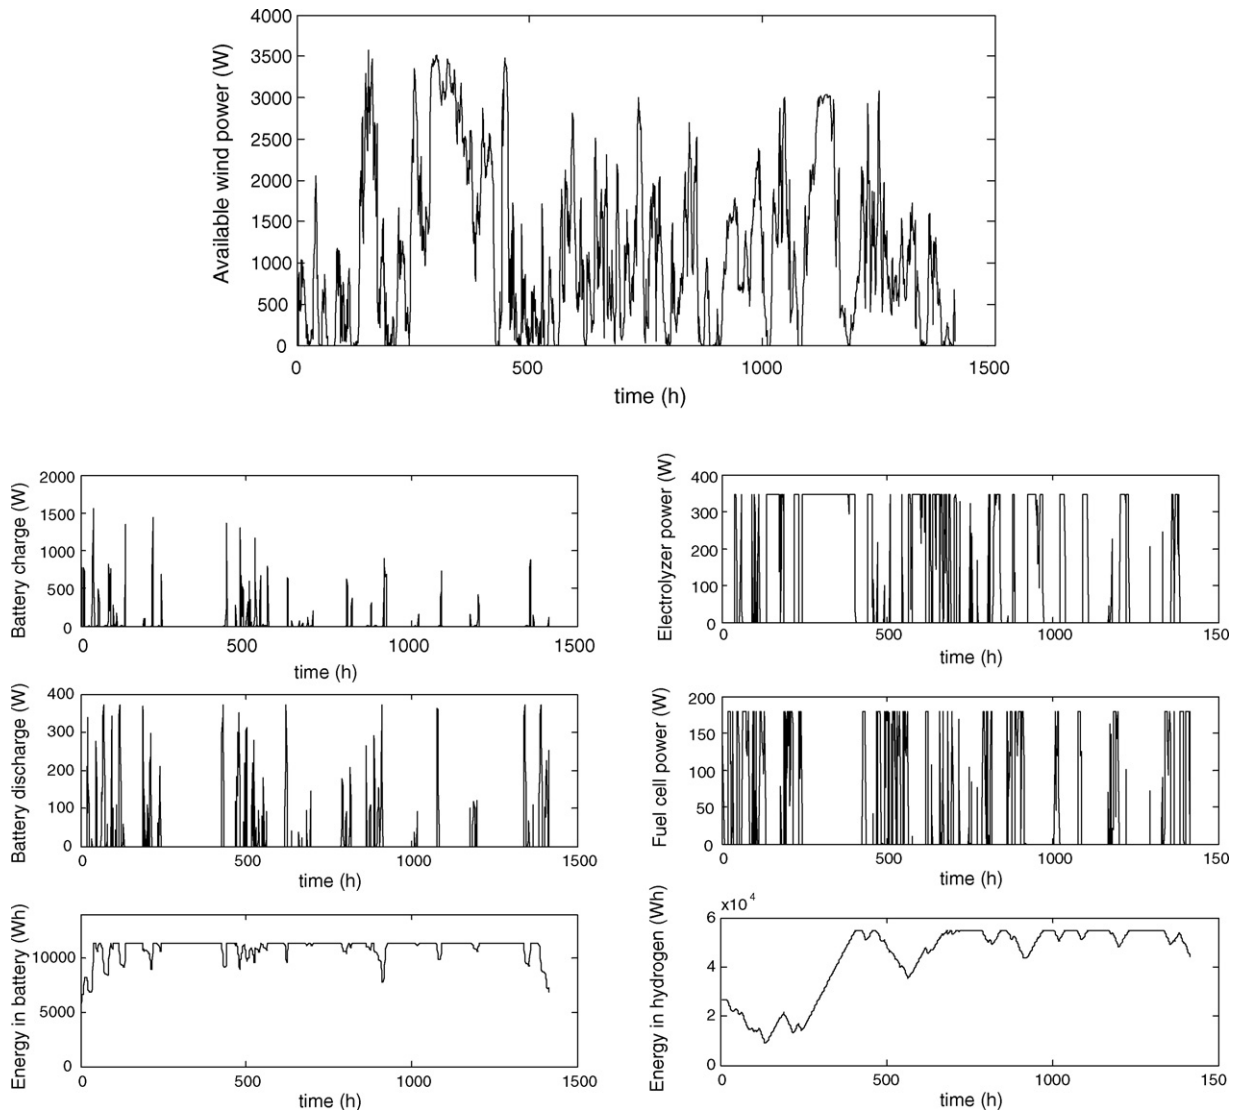 Available wind power (W)
4000
3500
3000
2500
2000
1500
1000
500
0
0 500 1000 1500
time (h)
Battery charge (W)
2000
1500
1000
500
0
0 500 1000 1500
time (h)
Electrolyzer power (W)
400
300
200
100
0
0 500 1000 150
time (h)
Battery discharge (W)
400
300
200
100
0
0 500 1000 1500
time (h)
Fuel cell power (W)
200
150
100
50
0
0 500 1000 150
time (h)
Energy in battery (Wh)
10000
5000
0
0 500 1000 1500
time (h)
Energy in hydrogen (Wh)
x10 4
6
4
2
0
0 500 1000 1500
time (h)